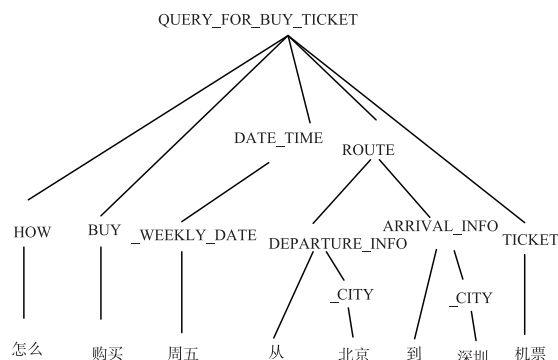 QUERY_FOR_BUY_TICKET
DATE_TIME
ROUTE
HOW
BUY
_WEEKLY_DATE
DEPARTURE_INFO
ARRIVAL_INFO
TICKET
_CITY
_CITY
怎么
购买
周五
从
北京
到
深圳
机票